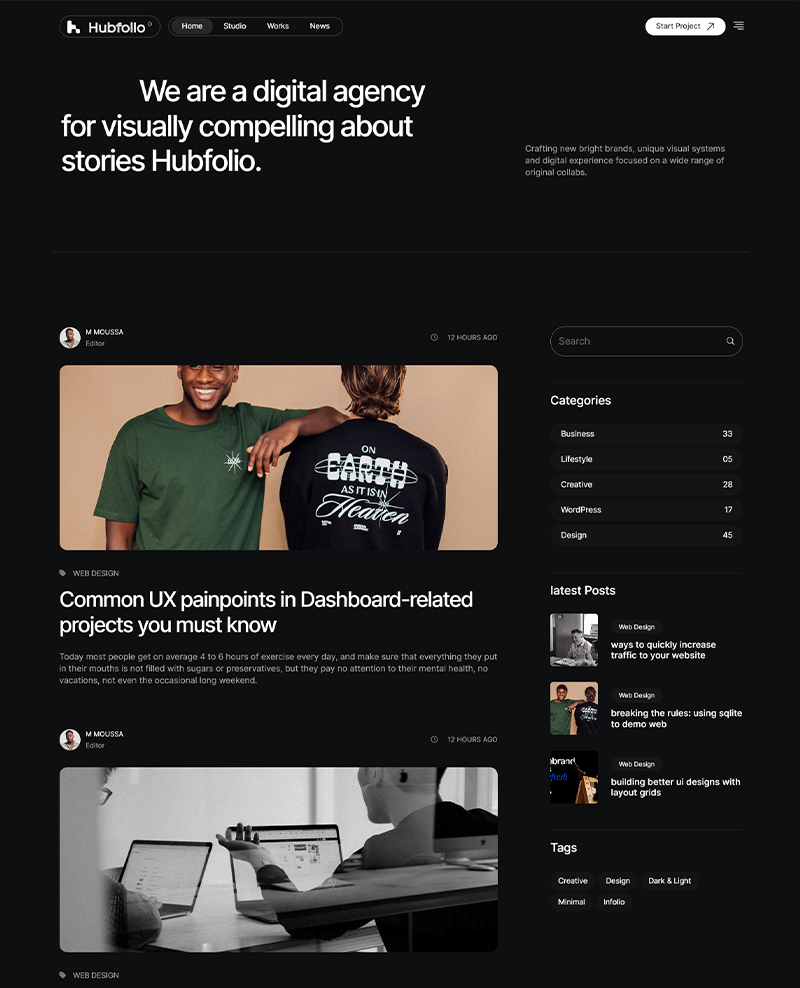 Hubfolio
Home
Studio
Works
News
Start Project
We are a digital agency
for visually compelling about
stories Hubfolio.
Crafting new bright brands, unique visual systems
and digital experience focused on a wide range of
original collabs.
M MOUSSA
Editor
12 HOURS AGO
ON
EARTH
AS IT IS IN
Heaven
WEB DESIGN
Common UX painpoints in Dashboard-related
projects you must know
Today most people get on average 4 to 6 hours of exercise every day, and make sure that everything they put
in their mouths is not filled with sugars or preservatives, but they pay no attention to their mental health, no
vacations, not even the occasional long weekend.
M MOUSSA
Editor
12 HOURS AGO
WEB DESIGN
Search
Categories
Business 33
Lifestyle 05
Creative 28
WordPress 17
Design 45
latest Posts
Web Design
ways to quickly increase
traffic to your website
Web Design
breaking the rules: using sqlite
to demo web
Web Design
building better ui designs with
layout grids
Tags
Creative
Design
Dark & Light
Minimal
Infolio